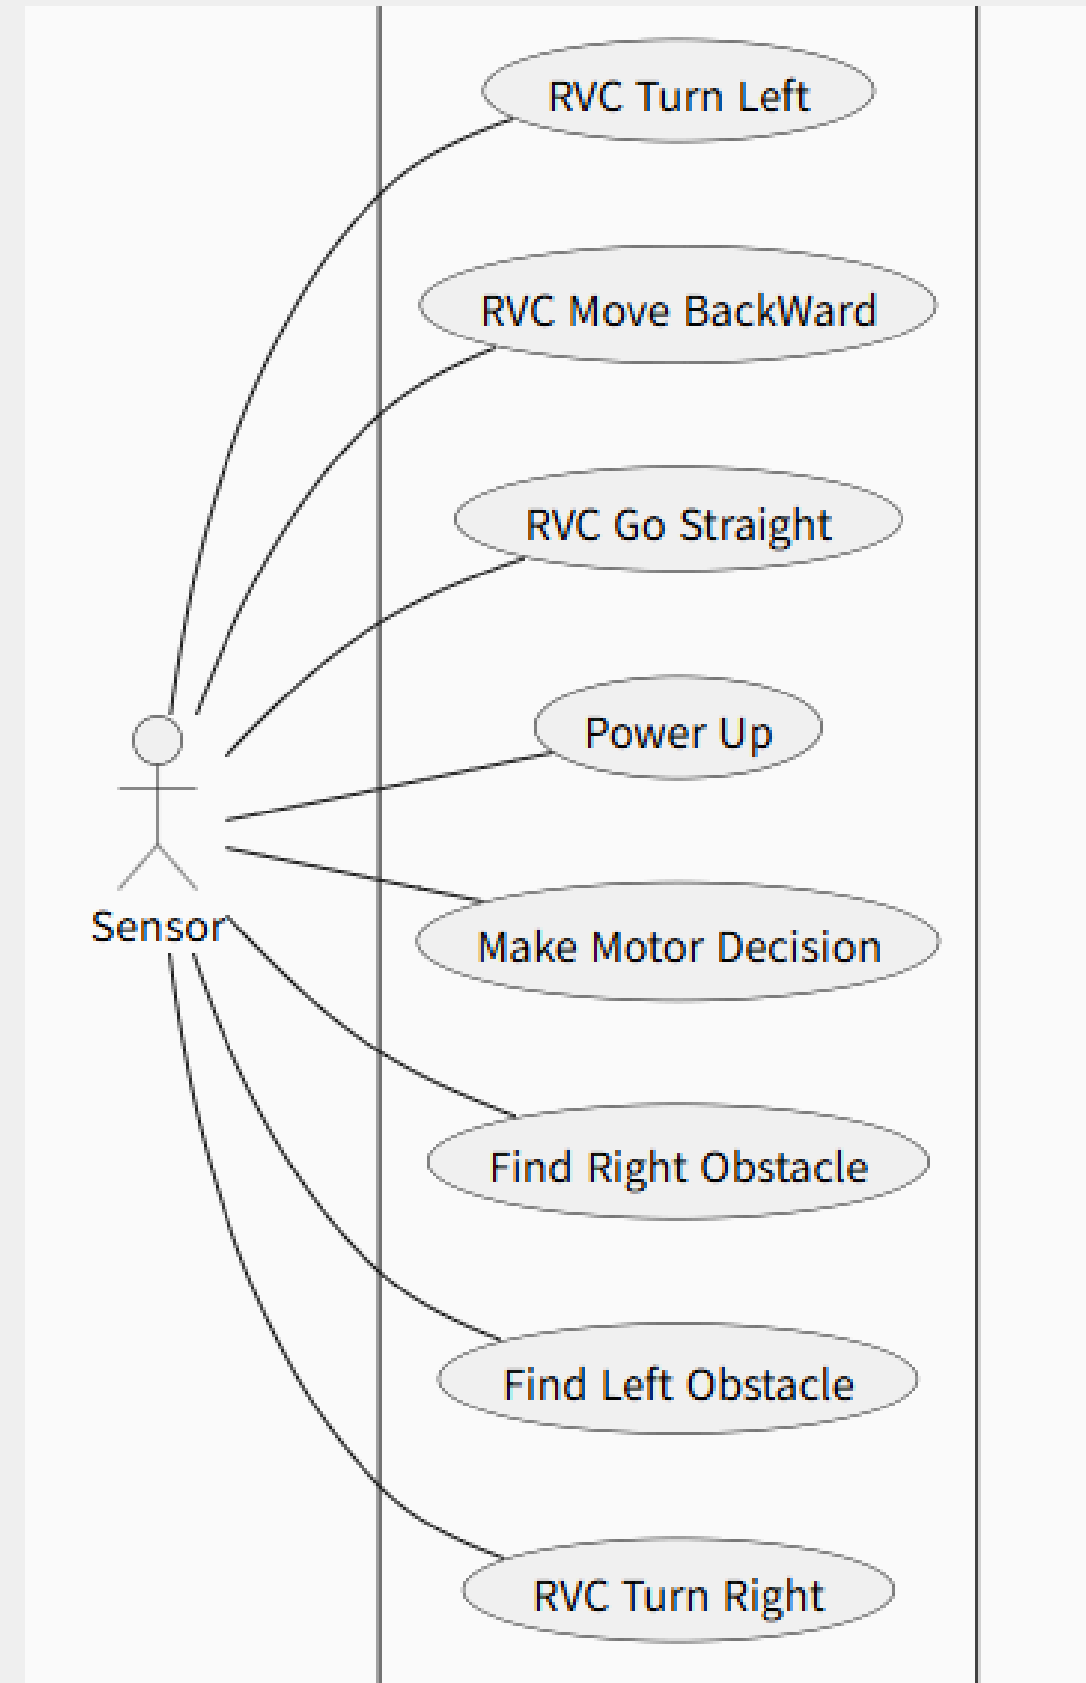 RVC Turn Left
RVC Move BackWard
RVC Go Straight
Power Up
Sensor
Make Motor Decision
Find Right Obstacle
Find Left Obstacle
RVC Turn Right